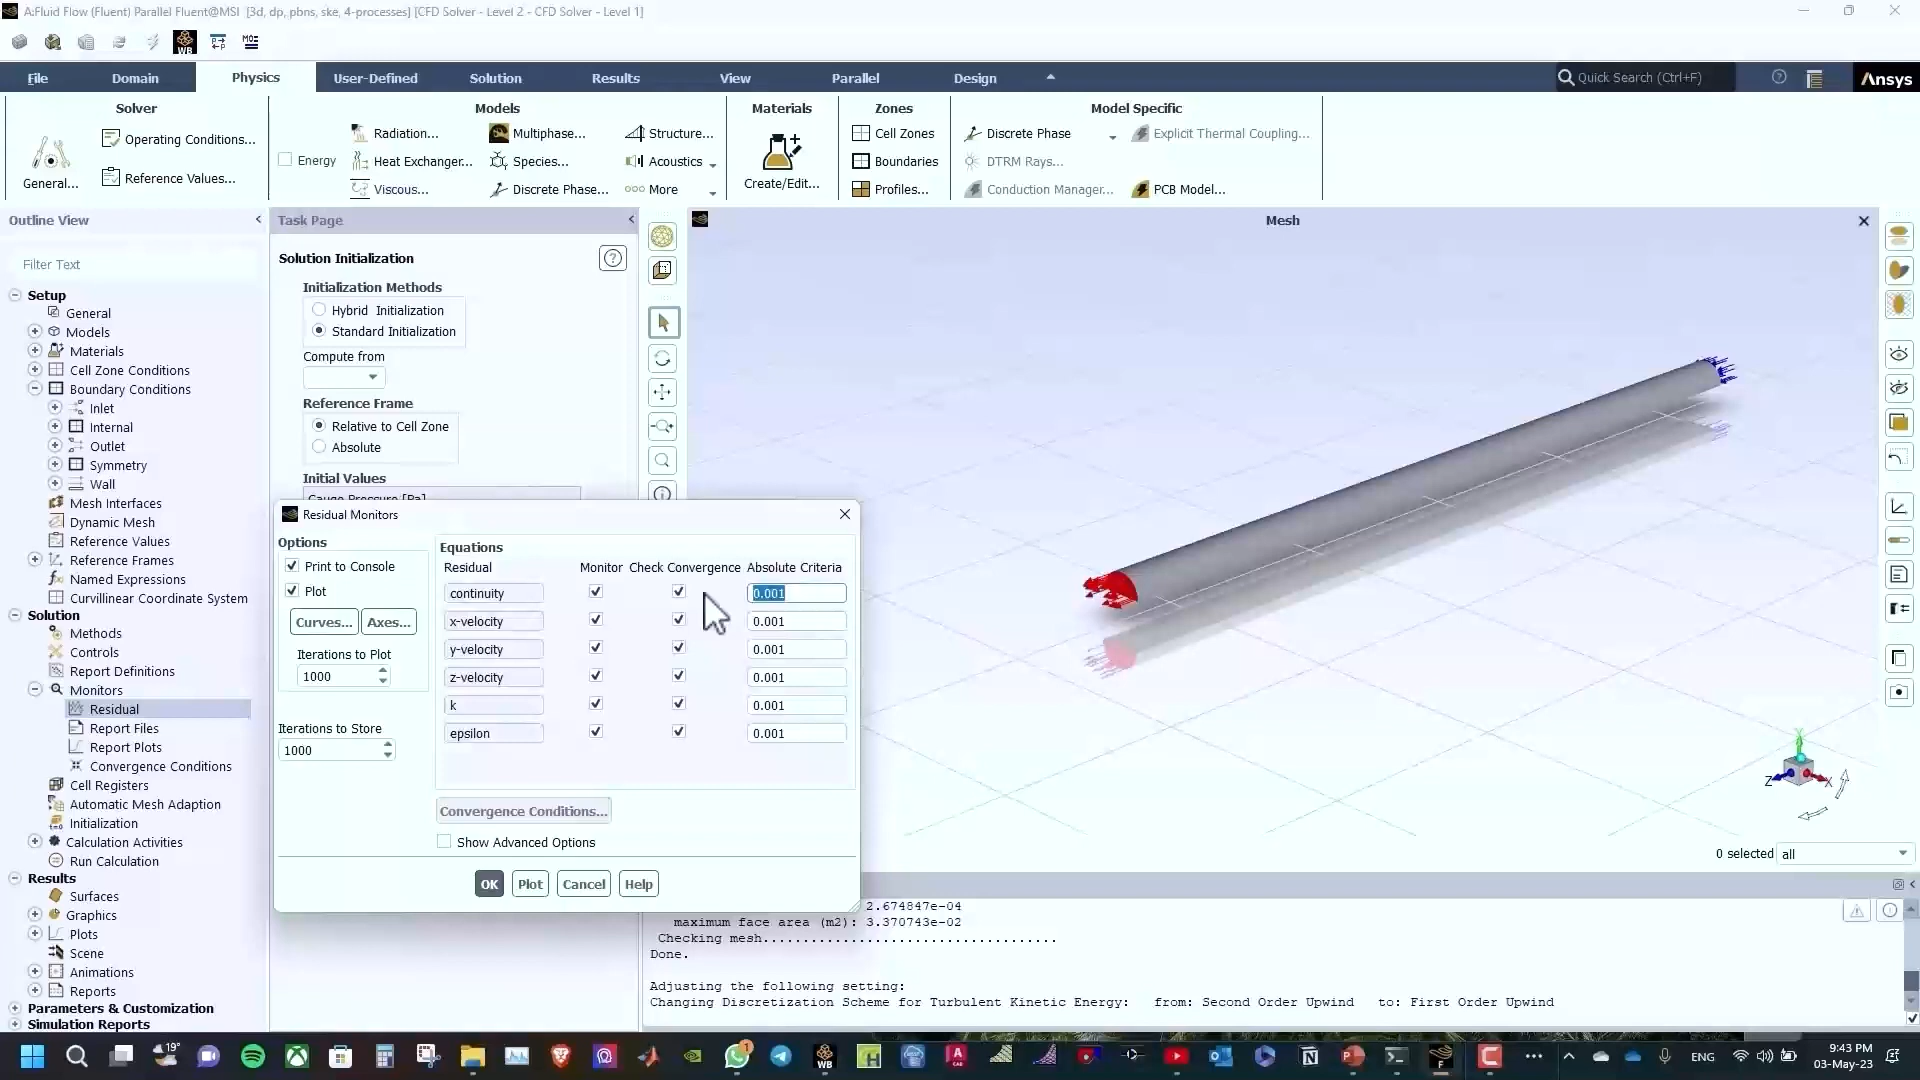 A:Fluid Flow (Fluent) Parallel Fluent@MSI [3d, dp, pbns, ske, 4-processes] [CFD Solver - Level 2 - CFD Solver - Level 1]
WB
File Domain Physics User-Defined Solution Results View Parallel Design
Quick Search (Ctrl+F)
Ansys
Solver
General...
Operating Conditions...
Reference Values...
Models
Energy
Radiation...
Heat Exchanger...
Viscous...
Multiphase...
Species...
Discrete Phase...
Structure...
Acoustics
More
Materials
Create/Edit...
Zones
Cell Zones
Boundaries
Profiles...
Model Specific
Discrete Phase
DTRM Rays...
Conduction Manager...
Explicit Thermal Coupling...
PCB Model...
Outline View
Filter Text
Setup
General
Models
Materials
Cell Zone Conditions
Boundary Conditions
Inlet
Internal
Outlet
Symmetry
Wall
Mesh Interfaces
Dynamic Mesh
Reference Values
Reference Frames
Named Expressions
Curvillinear Coordinate System
Solution
Methods
Controls
Report Definitions
Monitors
Residual
Report Files
Report Plots
Convergence Conditions
Cell Registers
Automatic Mesh Adaption
Initialization
Calculation Activities
Run Calculation
Results
Surfaces
Graphics
Plots
Scene
Animations
Reports
Parameters & Customization
Simulation Reports
Task Page
Solution Initialization
Initialization Methods
Hybrid Initialization
Standard Initialization
Compute from
Reference Frame
Relative to Cell Zone
Absolute
Initial Values
Gauge Pressure [Pa]
Mesh
Z X
0 selected all
Residual Monitors
Options
Print to Console
Plot
Curves... Axes...
Iterations to Plot
1000
Iterations to Store
1000
Equations
Residual Monitor Check Convergence Absolute Criteria
continuity 0.001
x-velocity 0.001
y-velocity 0.001
z-velocity 0.001
k 0.001
epsilon 0.001
Convergence Conditions...
Show Advanced Options
OK Plot Cancel Help
2.674847e-04
maximum face area (m2): 3.370743e-02
Checking mesh.....................................
Done.
Adjusting the following setting:
Changing Discretization Scheme for Turbulent Kinetic Energy: from: Second Order Upwind to: First Order Upwind
19°
1
WB
ENG
9:43 PM
03-May-23